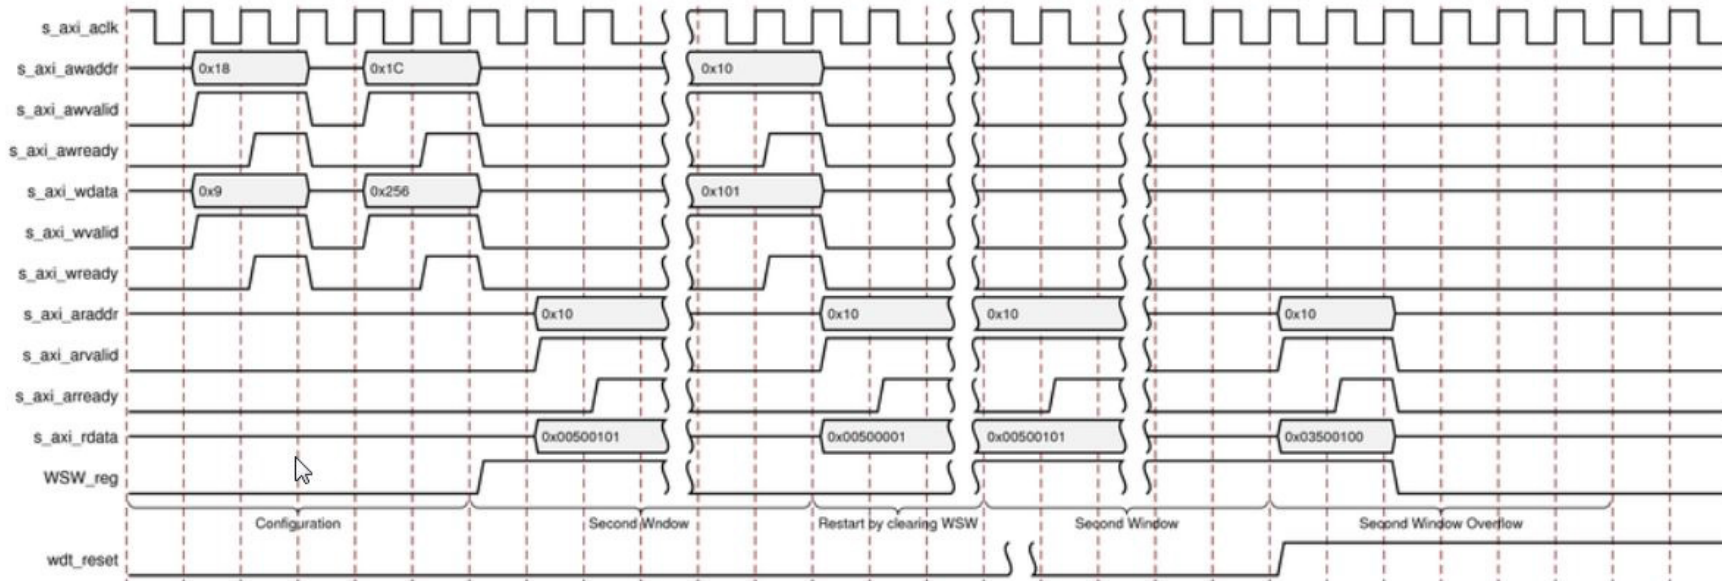 s_axi_aclk
s_axi_awaddr 0x18 0x1C 0x10
s_axi_awvalid
s_axi_awready
s_axi_wdata 0x9 0x256 0x101
s_axi_wvalid
s_axi_wready
s_axi_araddr 0x10 0x10 0x10 0x10
s_axi_arvalid
s_axi_arready
s_axi_rdata 0x00500101 0x00500001 0x00500101 0x03500100
WSW_reg
Configuration Second Wndow Restart by clearing WSW Second Window Second Window Overflow
wdt_reset